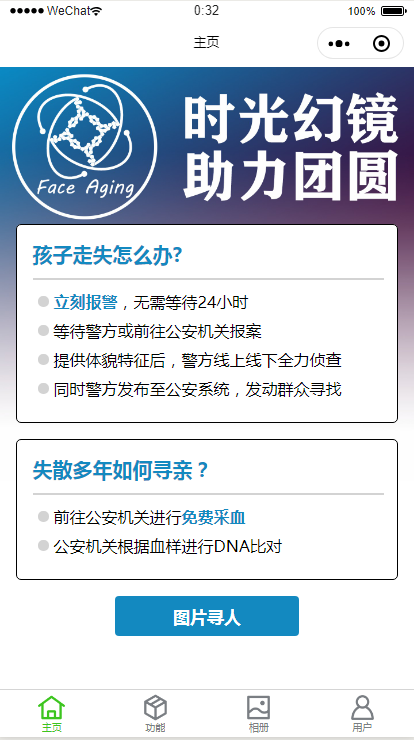 WeChat 0:32 100%
主页
Face Aging
时光幻镜
助力团圆
孩子走失怎么办?
立刻报警，无需等待24小时
等待警方或前往公安机关报案
提供体貌特征后，警方线上线下全力侦查
同时警方发布至公安系统，发动群众寻找
失散多年如何寻亲？
前往公安机关进行免费采血
公安机关根据血样进行DNA比对
图片寻人
主页 功能 相册 用户